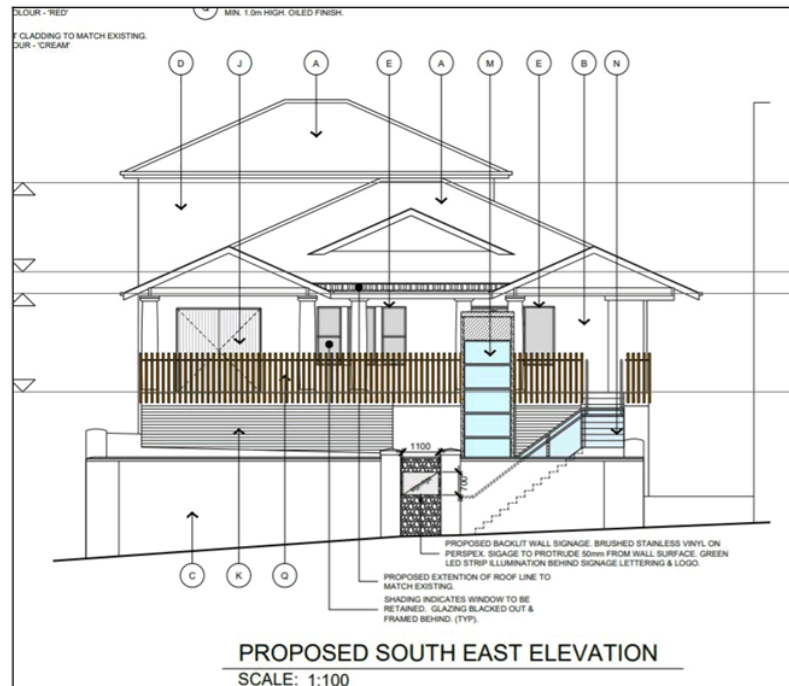 COLOUR - 'RED'
Q MIN. 1.0m HIGH. OILED FINISH.
T CLADDING TO MATCH EXISTING.
OUR - 'CREAM'
D J A E A M E B N
1100
700
PROPOSED BACKLIT WALL SIGNAGE. BRUSHED STAINLESS VINYL ON
PERSPEX. SIGAGE TO PROTRUDE 50mm FROM WALL SURFACE. GREEN
LED STRIP ILLUMINATION BEHIND SIGNAGE LETTERING & LOGO.
C K Q
PROPOSED EXTENTION OF ROOF LINE TO
MATCH EXISTING.
SHADING INDICATES WINDOW TO BE
RETAINED. GLAZING BLACKED OUT &
FRAMED BEHIND. (TYP).
PROPOSED SOUTH EAST ELEVATION
SCALE: 1:100